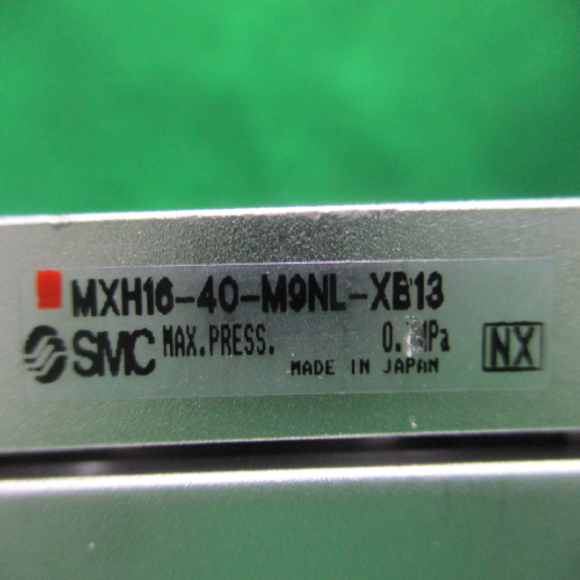 MXH16-40-M9NL-XB13
SMC MAX.PRESS.
MADE IN JAPAN
NX